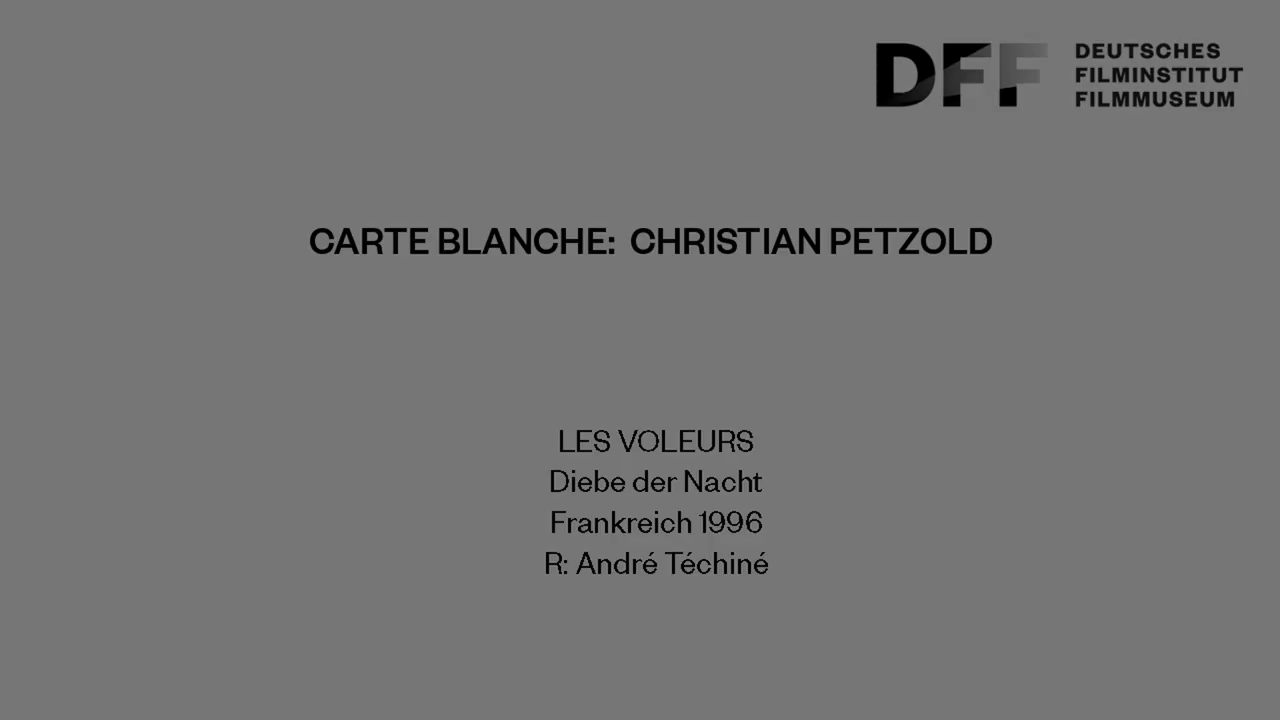 DFF
DEUTSCHES
FILMINSTITUT
FILMMUSEUM
CARTE BLANCHE: CHRISTIAN PETZOLD
LES VOLEURS
Diebe der Nacht
Frankreich 1996
R: André Téchiné